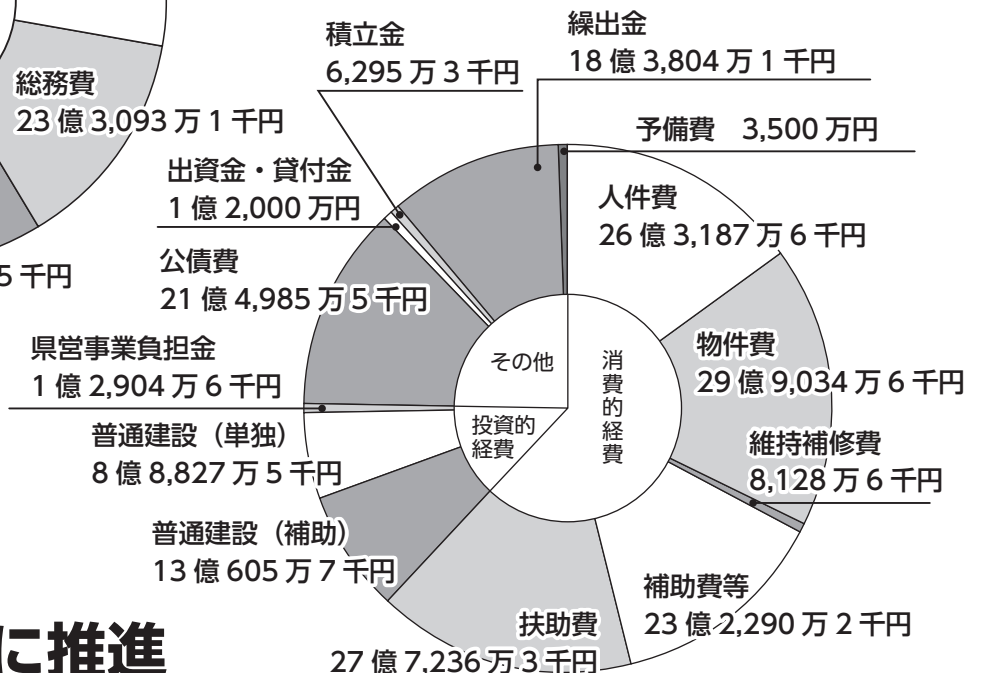 総務費
23 億 3,093 万 1 千円
5 千円
積立金
6,295 万 3 千円
繰出金
18 億 3,804 万 1 千円
予備費　3,500 万円
出資金・貸付金
1 億 2,000 万円
人件費
26 億 3,187 万 6 千円
公債費
21 億 4,985 万 5 千円
物件費
29 億 9,034 万 6 千円
県営事業負担金
1 億 2,904 万 6 千円
その他
消費的経費
投資的
経費
普通建設（単独）
8 億 8,827 万 5 千円
維持補修費
8,128 万 6 千円
普通建設（補助）
13 億 605 万 7 千円
補助費等
23 億 2,290 万 2 千円
扶助費
27 億 7,236 万 3 千円
に推進